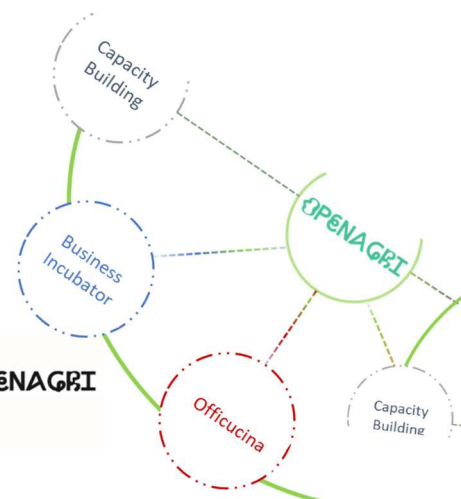 Capacity
Building
OPENAGRI
Business
Incubator
ENAGRI
Officucina
Capacity
Building